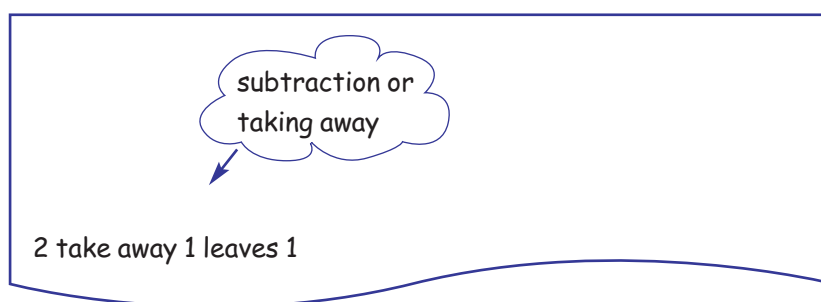 subtraction or
taking away
2 take away 1 leaves 1